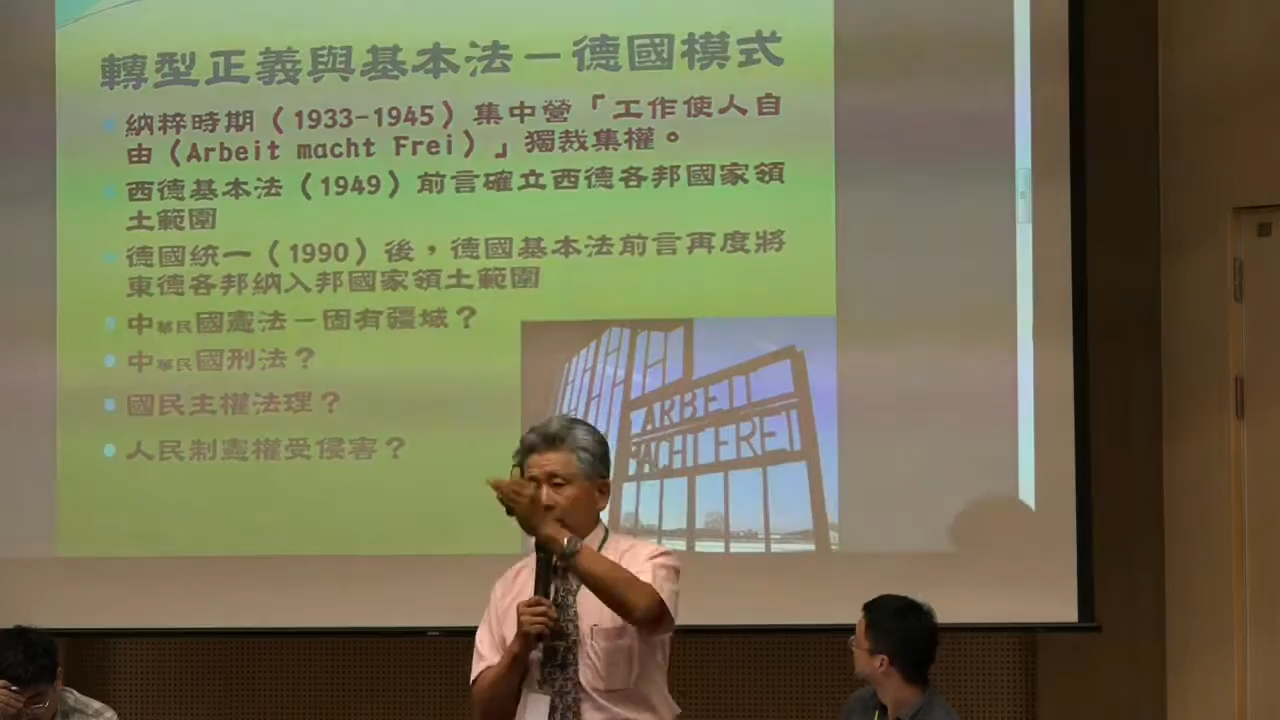 轉型正義與基本法－德國模式
納粹時期（1933-1945）集中營「工作使人自
由（Arbeit macht Frei）」獨裁集權。
西德基本法（1949）前言確立西德各邦國家領
土範圍
德國統一（1990）後，德國基本法前言再度將
東德各邦納入邦國家領土範圍
中華民國憲法－固有疆域？
中華民國刑法？
國民主權法理？
人民制憲權受侵害？
ARBEIT
MACHT FREI